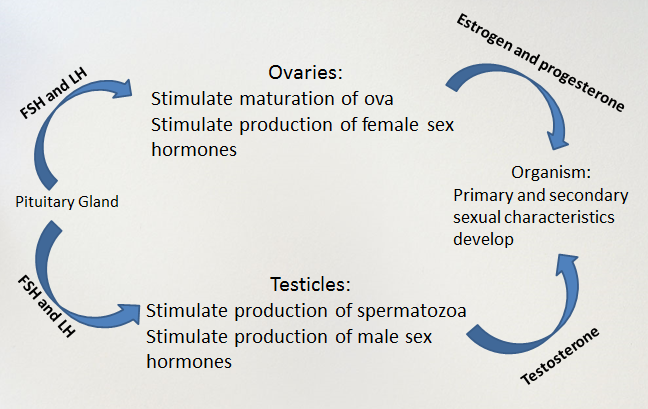 Estrogen and progesterone
FSH and LH
Ovaries:
Stimulate maturation of ova
Stimulate production of female sex
hormones
Organism:
Primary and secondary
sexual characteristics
develop
Pituitary Gland
FSH and LH
Testicles:
Stimulate production of spermatozoa
Stimulate production of male sex
hormones
Testosterone